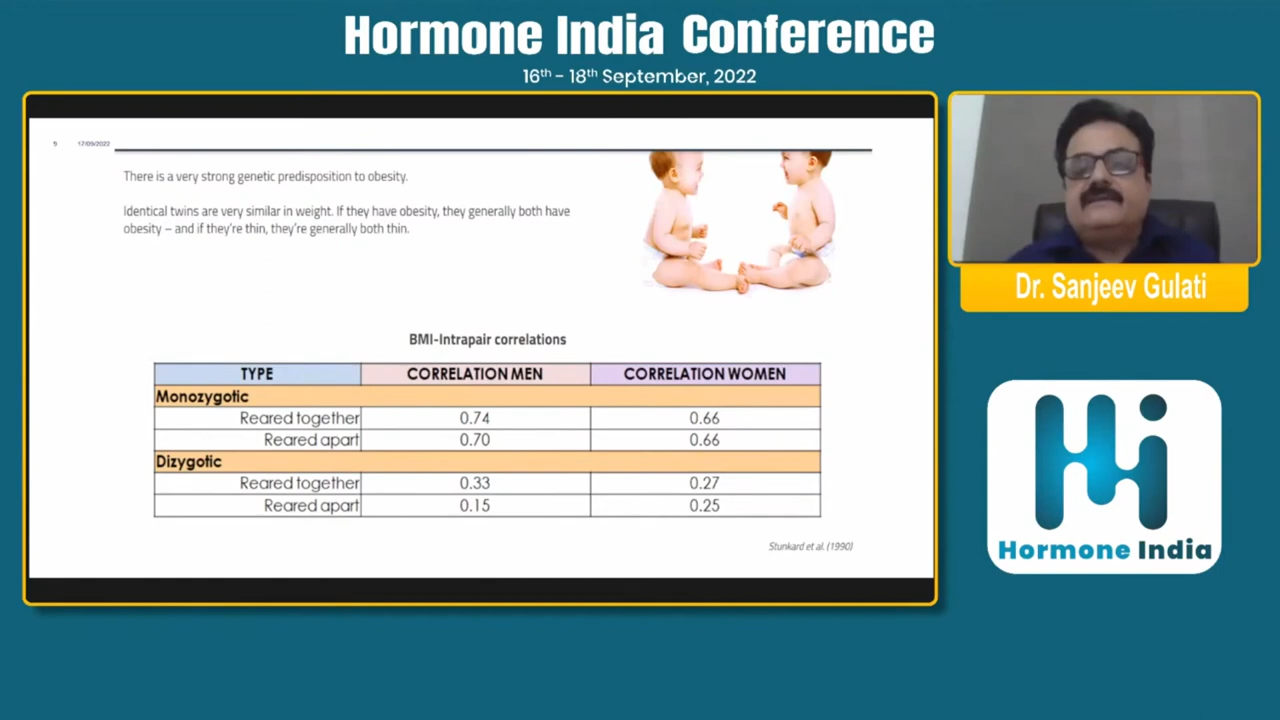 Hormone India Conference
16th - 18th September, 2022
9 17/09/2022
There is a very strong genetic predisposition to obesity.
Identical twins are very similar in weight. If they have obesity, they generally both have
obesity – and if they're thin, they're generally both thin.
BMI-Intrapair correlations
TYPE CORRELATION MEN CORRELATION WOMEN
Monozygotic
Reared together 0.74 0.66
Reared apart 0.70 0.66
Dizygotic
Reared together 0.33 0.27
Reared apart 0.15 0.25
Stunkard et al. (1990)
Dr. Sanjeev Gulati
Hormone India